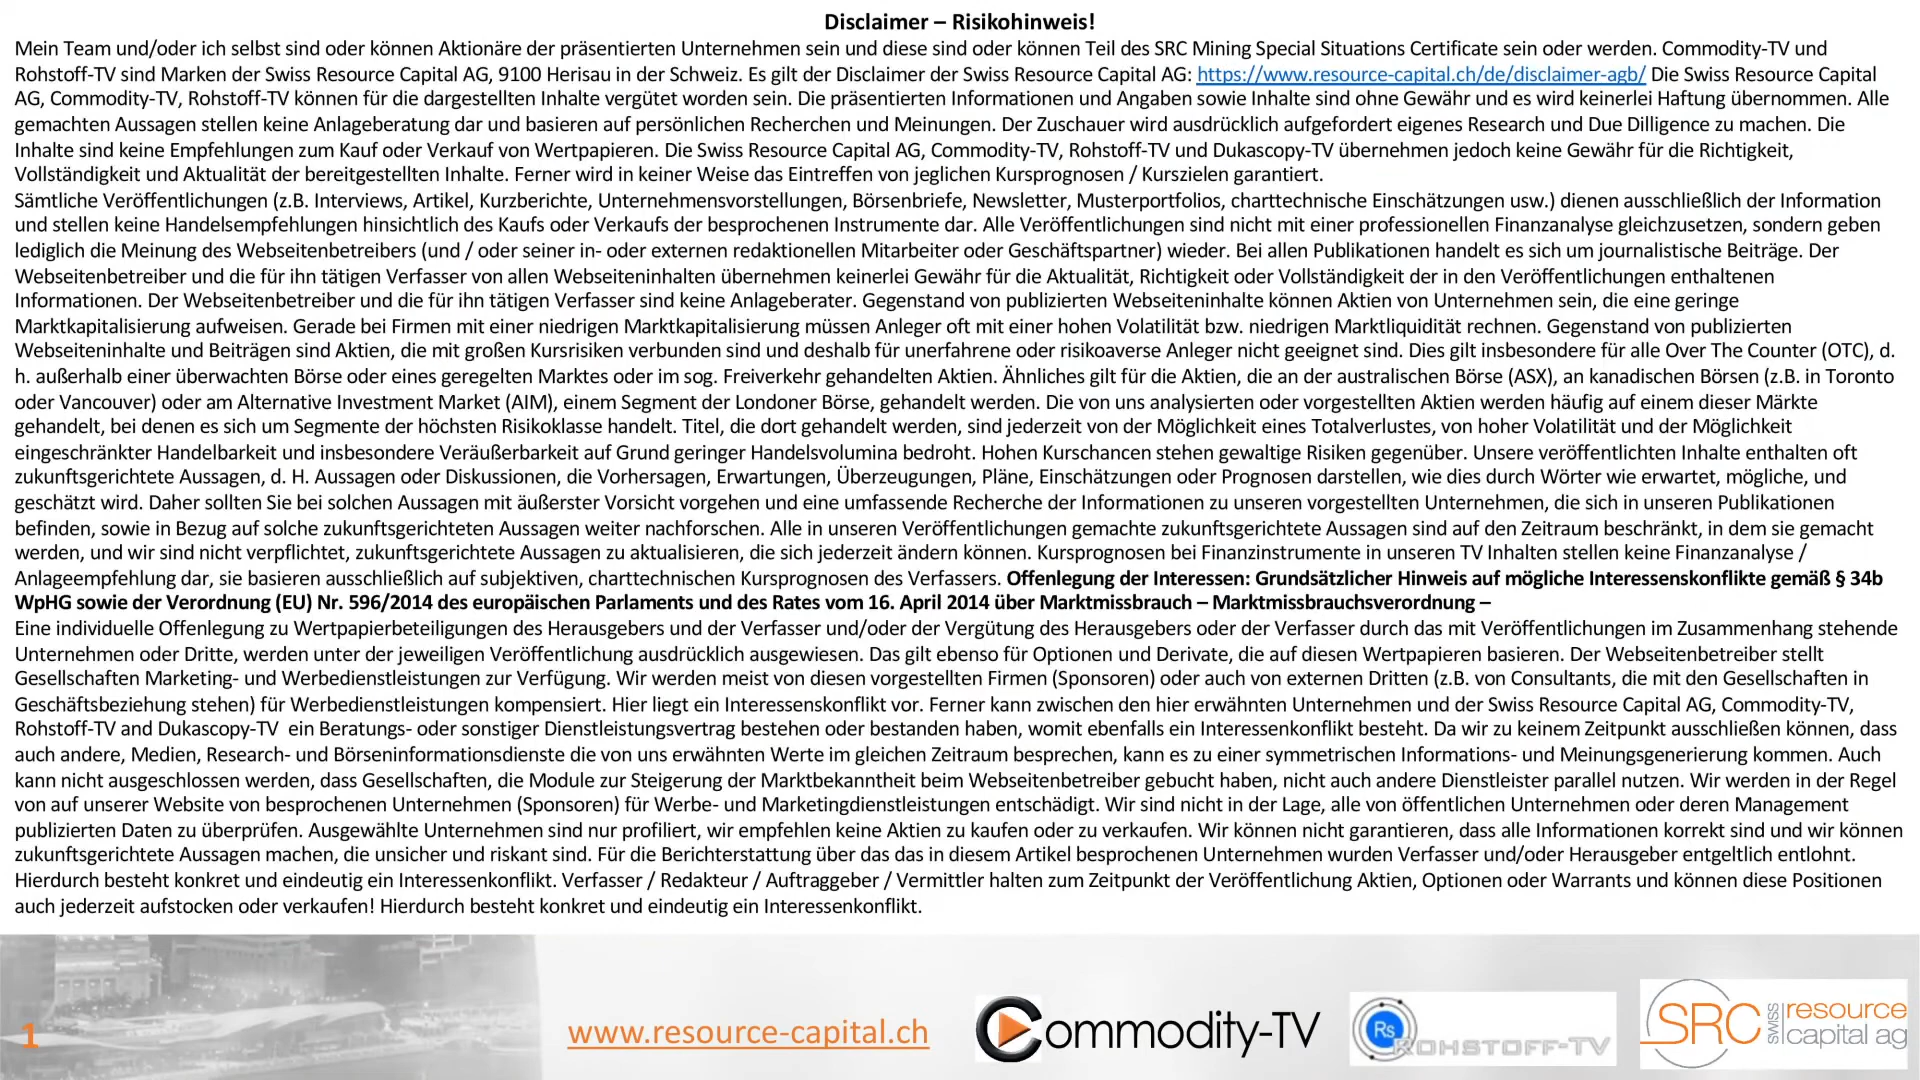 Disclaimer – Risikohinweis!
Mein Team und/oder ich selbst sind oder können Aktionäre der präsentierten Unternehmen sein und diese sind oder können Teil des SRC Mining Special Situations Certificate sein oder werden. Commodity-TV und
Rohstoff-TV sind Marken der Swiss Resource Capital AG, 9100 Herisau in der Schweiz. Es gilt der Disclaimer der Swiss Resource Capital AG: https://www.resource-capital.ch/de/disclaimer-agb/ Die Swiss Resource Capital
AG, Commodity-TV, Rohstoff-TV können für die dargestellten Inhalte vergütet worden sein. Die präsentierten Informationen und Angaben sowie Inhalte sind ohne Gewähr und es wird keinerlei Haftung übernommen. Alle
gemachten Aussagen stellen keine Anlageberatung dar und basieren auf persönlichen Recherchen und Meinungen. Der Zuschauer wird ausdrücklich aufgefordert eigenes Research und Due Dilligence zu machen. Die
Inhalte sind keine Empfehlungen zum Kauf oder Verkauf von Wertpapieren. Die Swiss Resource Capital AG, Commodity-TV, Rohstoff-TV und Dukascopy-TV übernehmen jedoch keine Gewähr für die Richtigkeit,
Vollständigkeit und Aktualität der bereitgestellten Inhalte. Ferner wird in keiner Weise das Eintreffen von jeglichen Kursprognosen / Kurszielen garantiert.
Sämtliche Veröffentlichungen (z.B. Interviews, Artikel, Kurzberichte, Unternehmensvorstellungen, Börsenbriefe, Newsletter, Musterportfolios, charttechnische Einschätzungen usw.) dienen ausschließlich der Information
und stellen keine Handelsempfehlungen hinsichtlich des Kaufs oder Verkaufs der besprochenen Instrumente dar. Alle Veröffentlichungen sind nicht mit einer professionellen Finanzanalyse gleichzusetzen, sondern geben
lediglich die Meinung des Webseitenbetreibers (und / oder seiner in- oder externen redaktionellen Mitarbeiter oder Geschäftspartner) wieder. Bei allen Publikationen handelt es sich um journalistische Beiträge. Der
Webseitenbetreiber und die für ihn tätigen Verfasser von allen Webseiteninhalten übernehmen keinerlei Gewähr für die Aktualität, Richtigkeit oder Vollständigkeit der in den Veröffentlichungen enthaltenen
Informationen. Der Webseitenbetreiber und die für ihn tätigen Verfasser sind keine Anlageberater. Gegenstand von publizierten Webseiteninhalte können Aktien von Unternehmen sein, die eine geringe
Marktkapitalisierung aufweisen. Gerade bei Firmen mit einer niedrigen Marktkapitalisierung müssen Anleger oft mit einer hohen Volatilität bzw. niedrigen Marktliquidität rechnen. Gegenstand von publizierten
Webseiteninhalte und Beiträgen sind Aktien, die mit großen Kursrisiken verbunden sind und deshalb für unerfahrene oder risikoaverse Anleger nicht geeignet sind. Dies gilt insbesondere für alle Over The Counter (OTC), d.
h. außerhalb einer überwachten Börse oder eines geregelten Marktes oder im sog. Freiverkehr gehandelten Aktien. Ähnliches gilt für die Aktien, die an der australischen Börse (ASX), an kanadischen Börsen (z.B. in Toronto
oder Vancouver) oder am Alternative Investment Market (AIM), einem Segment der Londoner Börse, gehandelt werden. Die von uns analysierten oder vorgestellten Aktien werden häufig auf einem dieser Märkte
gehandelt, bei denen es sich um Segmente der höchsten Risikoklasse handelt. Titel, die dort gehandelt werden, sind jederzeit von der Möglichkeit eines Totalverlustes, von hoher Volatilität und der Möglichkeit
eingeschränkter Handelbarkeit und insbesondere Veräußerbarkeit auf Grund geringer Handelsvolumina bedroht. Hohen Kurschancen stehen gewaltige Risiken gegenüber. Unsere veröffentlichten Inhalte enthalten oft
zukunftsgerichtete Aussagen, d. H. Aussagen oder Diskussionen, die Vorhersagen, Erwartungen, Überzeugungen, Pläne, Einschätzungen oder Prognosen darstellen, wie dies durch Wörter wie erwartet, mögliche, und
geschätzt wird. Daher sollten Sie bei solchen Aussagen mit äußerster Vorsicht vorgehen und eine umfassende Recherche der Informationen zu unseren vorgestellten Unternehmen, die sich in unseren Publikationen
befinden, sowie in Bezug auf solche zukunftsgerichteten Aussagen weiter nachforschen. Alle in unseren Veröffentlichungen gemachte zukunftsgerichtete Aussagen sind auf den Zeitraum beschränkt, in dem sie gemacht
werden, und wir sind nicht verpflichtet, zukunftsgerichtete Aussagen zu aktualisieren, die sich jederzeit ändern können. Kursprognosen bei Finanzinstrumente in unseren TV Inhalten stellen keine Finanzanalyse /
Anlageempfehlung dar, sie basieren ausschließlich auf subjektiven, charttechnischen Kursprognosen des Verfassers. Offenlegung der Interessen: Grundsätzlicher Hinweis auf mögliche Interessenskonflikte gemäß § 34b
WpHG sowie der Verordnung (EU) Nr. 596/2014 des europäischen Parlaments und des Rates vom 16. April 2014 über Marktmissbrauch – Marktmissbrauchsverordnung –
Eine individuelle Offenlegung zu Wertpapierbeteiligungen des Herausgebers und der Verfasser und/oder der Vergütung des Herausgebers oder der Verfasser durch das mit Veröffentlichungen im Zusammenhang stehende
Unternehmen oder Dritte, werden unter der jeweiligen Veröffentlichung ausdrücklich ausgewiesen. Das gilt ebenso für Optionen und Derivate, die auf diesen Wertpapieren basieren. Der Webseitenbetreiber stellt
Gesellschaften Marketing- und Werbedienstleistungen zur Verfügung. Wir werden meist von diesen vorgestellten Firmen (Sponsoren) oder auch von externen Dritten (z.B. von Consultants, die mit den Gesellschaften in
Geschäftsbeziehung stehen) für Werbedienstleistungen kompensiert. Hier liegt ein Interessenskonflikt vor. Ferner kann zwischen den hier erwähnten Unternehmen und der Swiss Resource Capital AG, Commodity-TV,
Rohstoff-TV and Dukascopy-TV ein Beratungs- oder sonstiger Dienstleistungsvertrag bestehen oder bestanden haben, womit ebenfalls ein Interessenkonflikt besteht. Da wir zu keinem Zeitpunkt ausschließen können, dass
auch andere, Medien, Research- und Börseninformationsdienste die von uns erwähnten Werte im gleichen Zeitraum besprechen, kann es zu einer symmetrischen Informations- und Meinungsgenerierung kommen. Auch
kann nicht ausgeschlossen werden, dass Gesellschaften, die Module zur Steigerung der Marktbekanntheit beim Webseitenbetreiber gebucht haben, nicht auch andere Dienstleister parallel nutzen. Wir werden in der Regel
von auf unserer Website von besprochenen Unternehmen (Sponsoren) für Werbe- und Marketingdienstleistungen entschädigt. Wir sind nicht in der Lage, alle von öffentlichen Unternehmen oder deren Management
publizierten Daten zu überprüfen. Ausgewählte Unternehmen sind nur profiliert, wir empfehlen keine Aktien zu kaufen oder zu verkaufen. Wir können nicht garantieren, dass alle Informationen korrekt sind und wir können
zukunftsgerichtete Aussagen machen, die unsicher und riskant sind. Für die Berichterstattung über das das in diesem Artikel besprochenen Unternehmen wurden Verfasser und/oder Herausgeber entgeltlich entlohnt.
Hierdurch besteht konkret und eindeutig ein Interessenkonflikt. Verfasser / Redakteur / Auftraggeber / Vermittler halten zum Zeitpunkt der Veröffentlichung Aktien, Optionen oder Warrants und können diese Positionen
auch jederzeit aufstocken oder verkaufen! Hierdurch besteht konkret und eindeutig ein Interessenkonflikt.
1
www.resource-capital.ch
Commodity-TV
Rs
ROHSTOFF-TV
SRC
SWISS
resource
capital ag